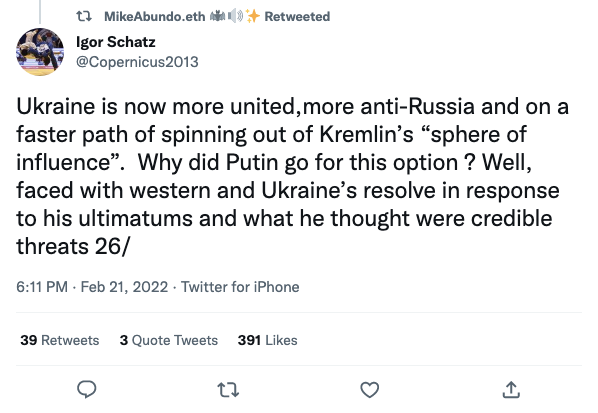 MikeAbundo.eth 🦇🔊✨ Retweeted
Igor Schatz
@Copernicus2013
Ukraine is now more united,more anti-Russia and on a
faster path of spinning out of Kremlin’s “sphere of
influence”.  Why did Putin go for this option ? Well,
faced with western and Ukraine’s resolve in response
to his ultimatums and what he thought were credible
threats 26/
6:11 PM · Feb 21, 2022 · Twitter for iPhone
39 Retweets 3 Quote Tweets 391 Likes